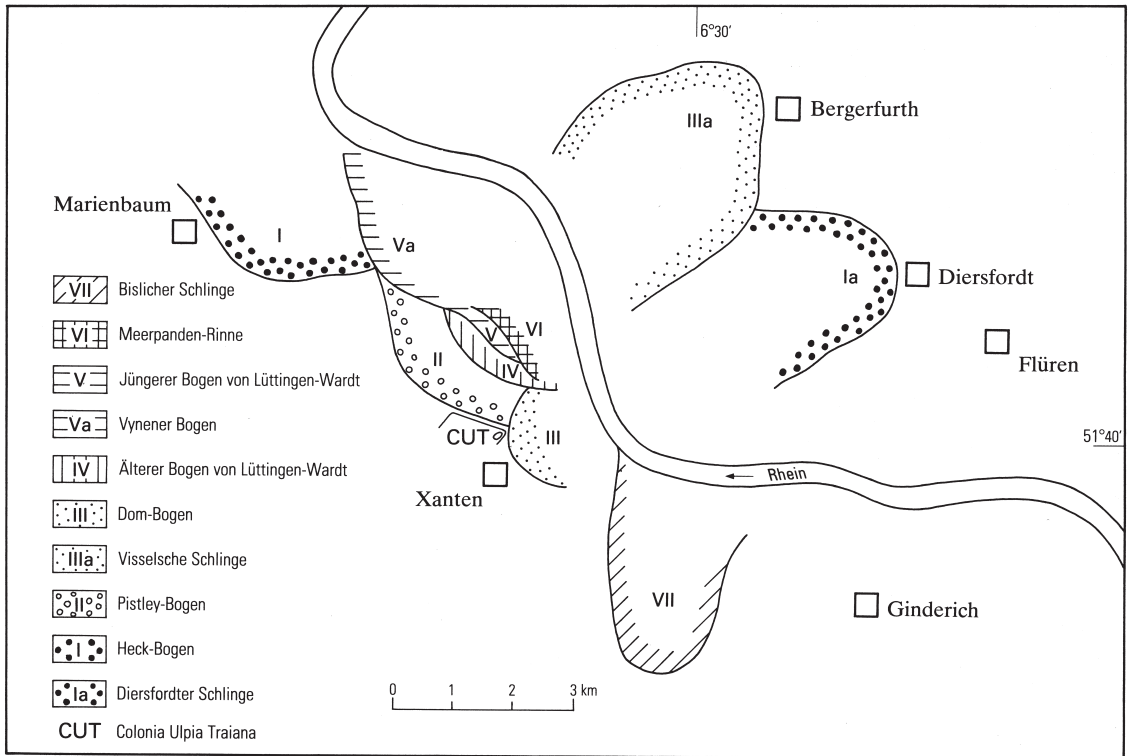 6°30′
Bergerfurth
IIIa
Marienbaum
I
Va
Ia
Diersfordt
VII Bislicher Schlinge
VI Meerpanden-Rinne
V
VI
II
IV
Flüren
V Jüngerer Bogen von Lüttingen-Wardt
Va Vynener Bogen
CUT
III
51°40′
IV Älterer Bogen von Lüttingen-Wardt
Rhein
Xanten
III Dom-Bogen
IIIa Visselsche Schlinge
II Pistley-Bogen
VII
Ginderich
I Heck-Bogen
Ia Diersfordter Schlinge
0 1 2 3 km
CUT Colonia Ulpia Traiana